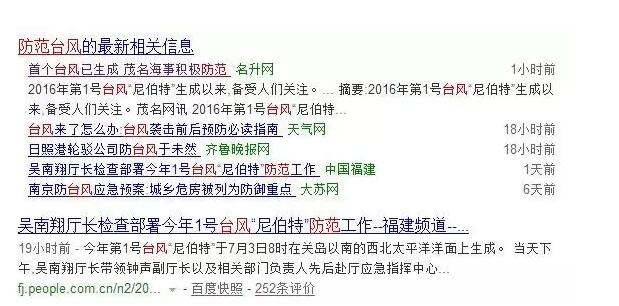 防范台风的最新相关信息
首个台风已生成 茂名海事积极防范 名升网 1小时前
2016年第1号台风“尼伯特”生成以来,备受人们关注。... 摘要:2016年第1号台风“尼伯特”生成以
来,备受人们关注。茂名网讯 2016年第1号台风“尼伯特”生成以来,备受人们关注...
台风来了怎么办:台风袭击前后预防必读指南 天气网 18小时前
日照港轮驳公司防台风于未然 齐鲁晚报网 18小时前
吴南翔厅长检查部署今年1号台风“尼伯特”防范工作 中国福建 1天前
南京防台风应急预案:城乡危房被列为防御重点 大苏网 6天前
吴南翔厅长检查部署今年1号台风“尼伯特”防范工作--福建频道--...
19小时前 - 今年第1号台风“尼伯特”于7月3日8时在关岛以南的西北太平洋洋面上生成。 当天下
午,吴南翔厅长带领钟声副厅长以及相关部门负责人先后赴厅应急指挥中心...
fj.people.com.cn/n2/20... - 百度快照 - 252条评价